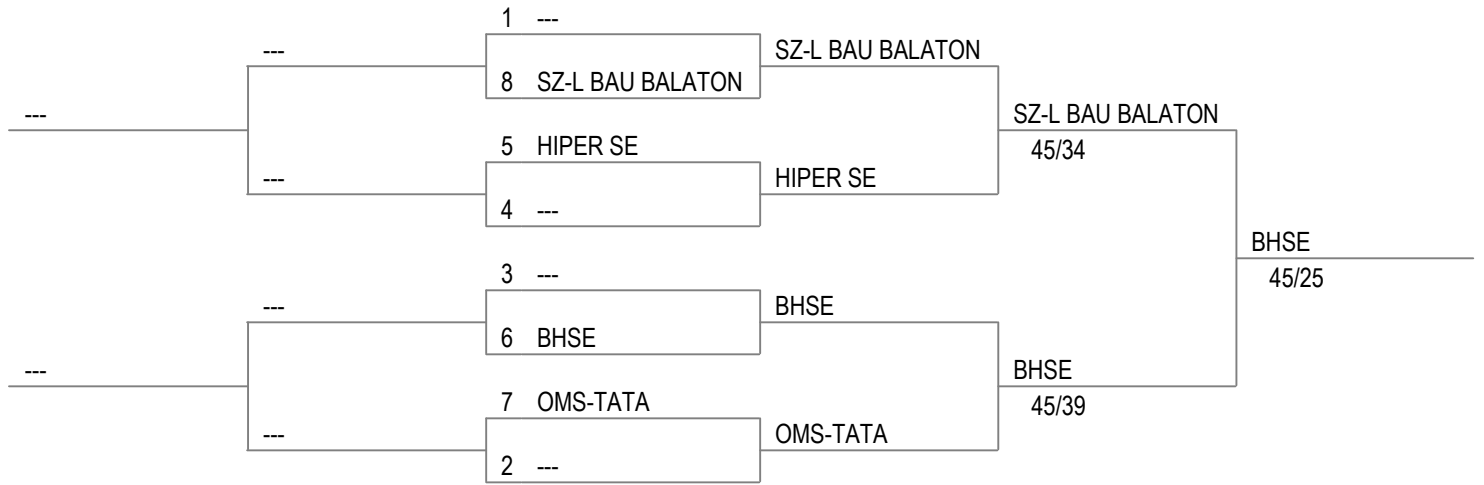 1 ---
--- SZ-L BAU BALATON
8 SZ-L BAU BALATON
--- SZ-L BAU BALATON
5 HIPER SE 45/34
--- HIPER SE
4 ---
BHSE
3 --- 45/25
--- BHSE
6 BHSE
--- BHSE
7 OMS-TATA 45/39
--- OMS-TATA
2 ---